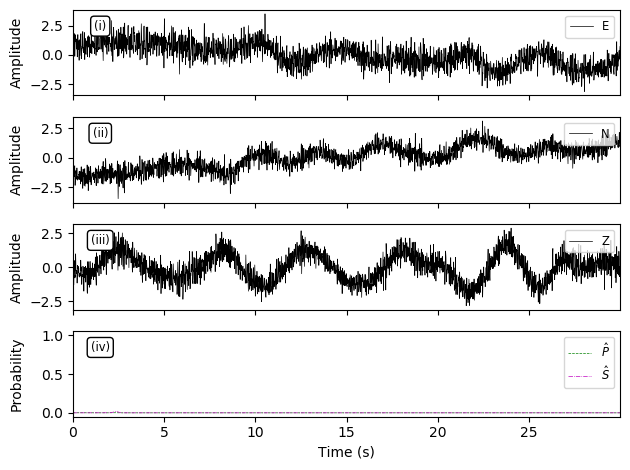 Amplitude
2.5
0.0
−2.5
(i)
E
Amplitude
2.5
0.0
−2.5
(ii)
N
Amplitude
2.5
0.0
−2.5
(iii)
Z
Probability
1.0
0.5
0.0
(iv)
P̂
Ŝ
0 5 10 15 20 25
Time (s)